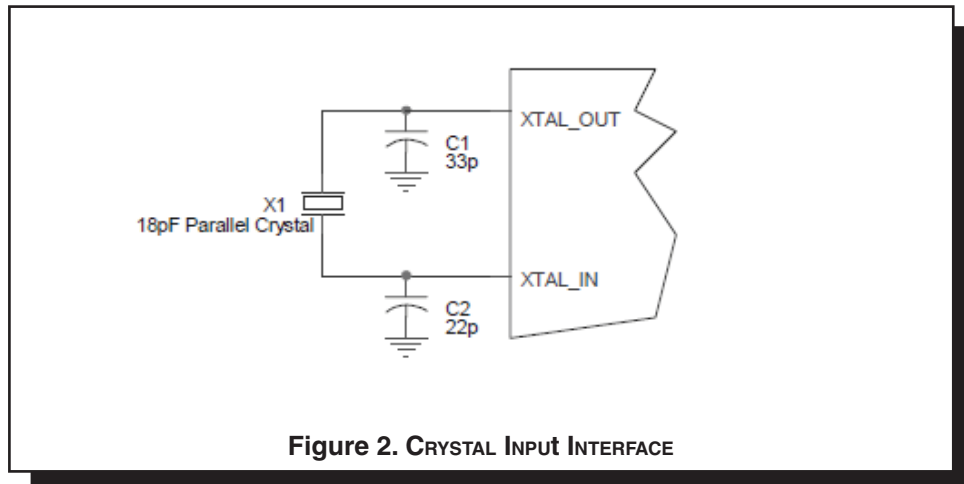 XTAL_OUT
C1
33p
X1
18pF Parallel Crystal
XTAL_IN
C2
22p
Figure 2. CRYSTAL INPUt INTERFACE